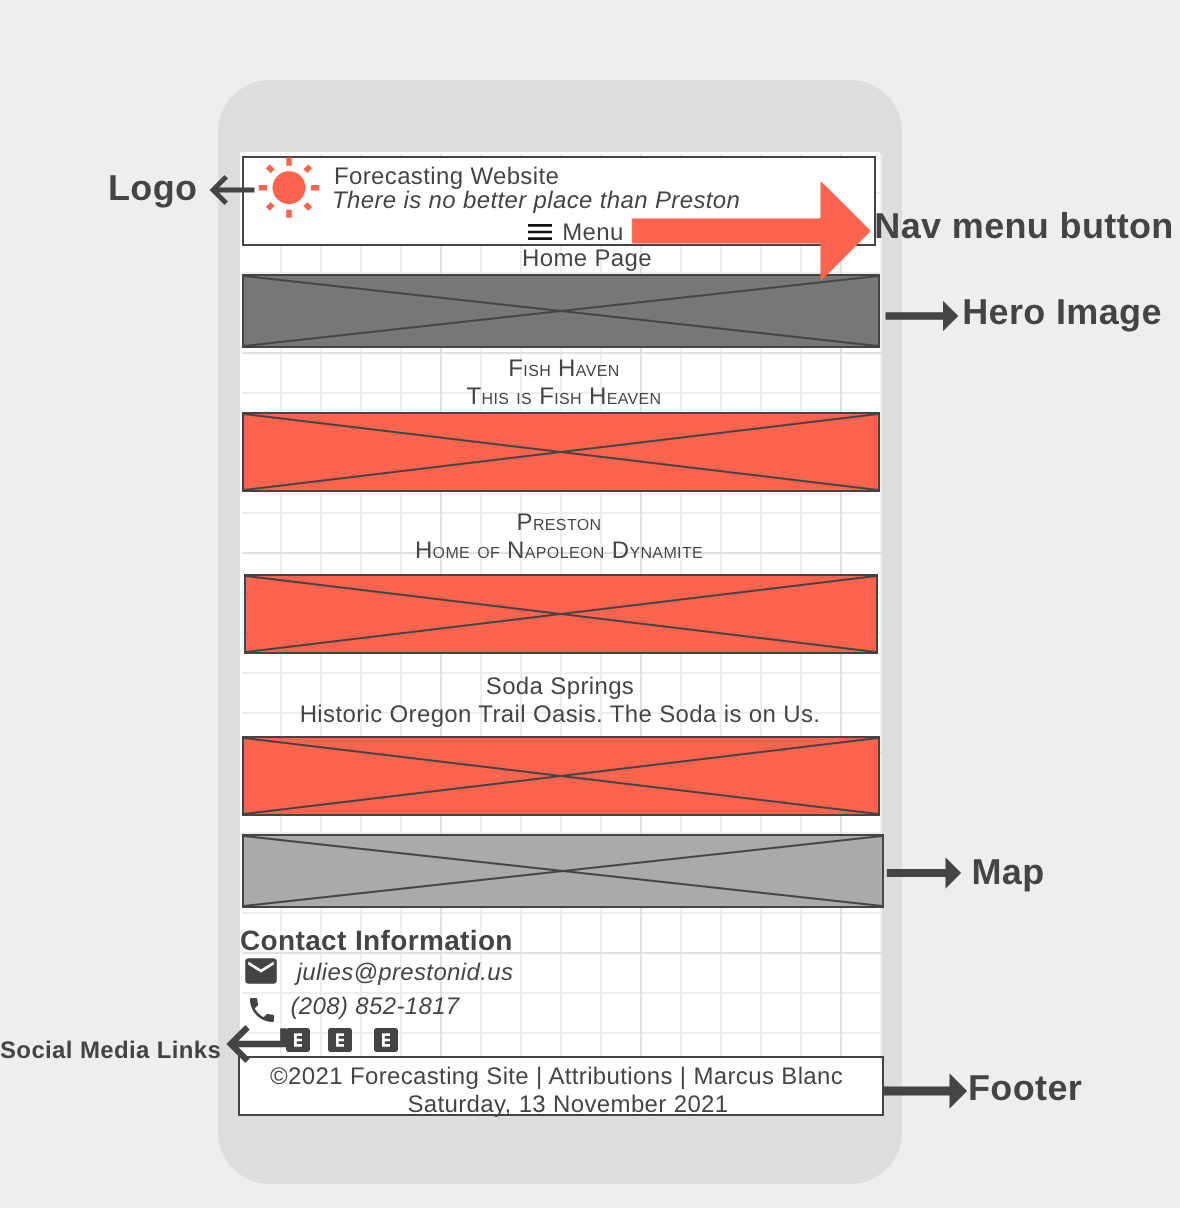 Logo
Forecasting Website
There is no better place than Preston
Menu
Nav menu button
Home Page
Hero Image
Fish Haven
This is Fish Heaven
Preston
Home of Napoleon Dynamite
Soda Springs
Historic Oregon Trail Oasis. The Soda is on Us.
Map
Contact Information
julies@prestonid.us
(208) 852-1817
Social Media Links
E E E
©2021 Forecasting Site | Attributions | Marcus Blanc
Saturday, 13 November 2021
Footer